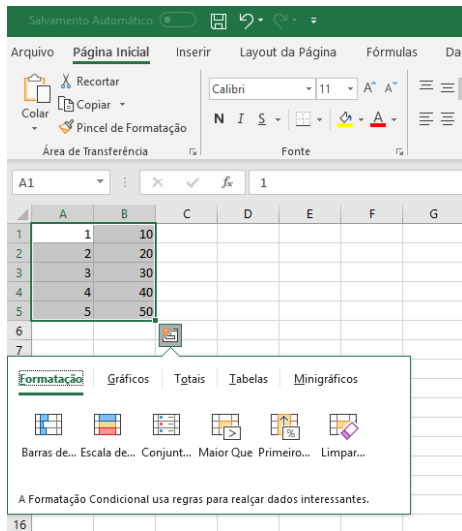 Salvamento Automático
Arquivo Página Inicial Inserir Layout da Página Fórmulas Da
Colar
Recortar
Copiar
Pincel de Formatação
Área de Transferência
Calibri 11 A A
N I S A
Fonte
A1 fx 1
A B C D E F G
1 1 10
2 2 20
3 3 30
4 4 40
5 5 50
6
7
Formatação Gráficos Totais Tabelas Minigráficos
Barras de... Escala de... Conjunt... Maior Que Primeiro... Limpar...
A Formatação Condicional usa regras para realçar dados interessantes.
16